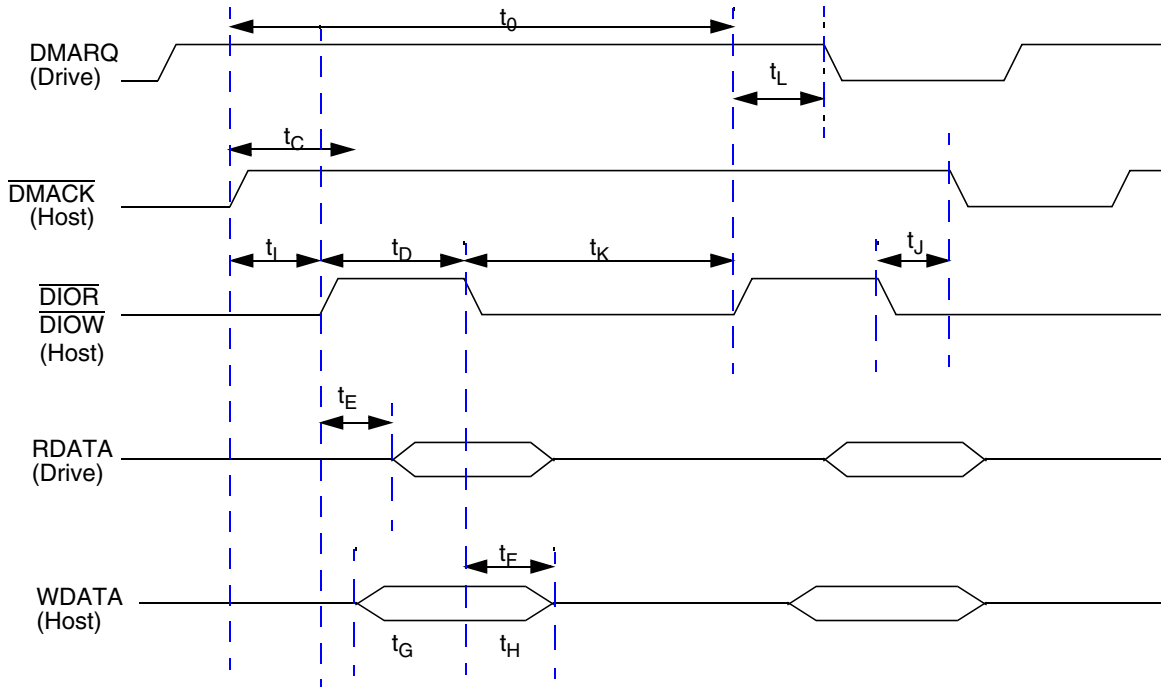 t0
DMARQ
(Drive)
tL
tC
DMACK
(Host)
tI
tD
tK
tJ
DIOR
DIOW
(Host)
tE
RDATA
(Drive)
tF
WDATA
(Host)
tG
tH